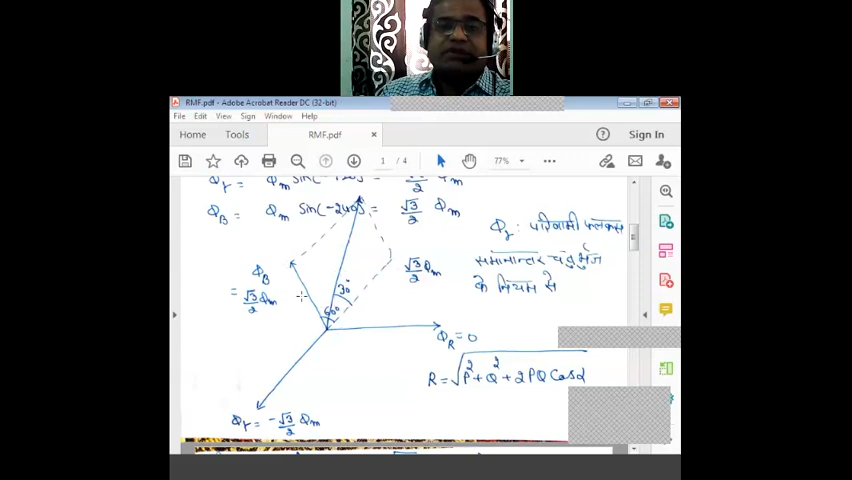 RMF.pdf - Adobe Acrobat Reader DC (32-bit)
File Edit View Sign Window Help
Home Tools RMF.pdf × ? Sign In
1 / 4 77%
Φm Sin(-240) = √3/2 Φm
ΦB =
Φr : परिणामी फ्लक्स
समानान्तर चतुर्भुज
के नियम से
ΦB
= √3/2 Φm
√3/2 Φm
30°
60°
ΦR = 0
R = √P² + Q² + 2PQ Cosα
ΦY = -√3/2 Φm